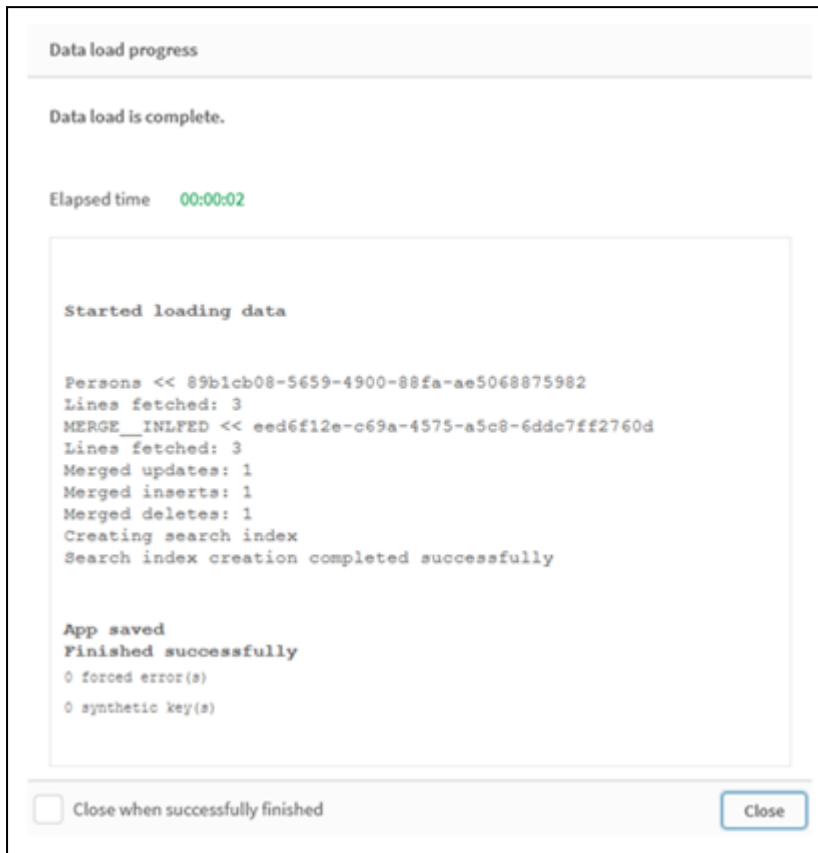 Data load progress
Data load is complete.
Elapsed time 00:00:02
Started loading data
Persons << 89b1cb08-5659-4900-88fa-ae5068875982
Lines fetched: 3
MERGE__INLFED << eed6f12e-c69a-4575-a5c8-6ddc7ff2760d
Lines fetched: 3
Merged updates: 1
Merged inserts: 1
Merged deletes: 1
Creating search index
Search index creation completed successfully
App saved
Finished successfully
0 forced error(s)
0 synthetic key(s)
Close when successfully finished
Close